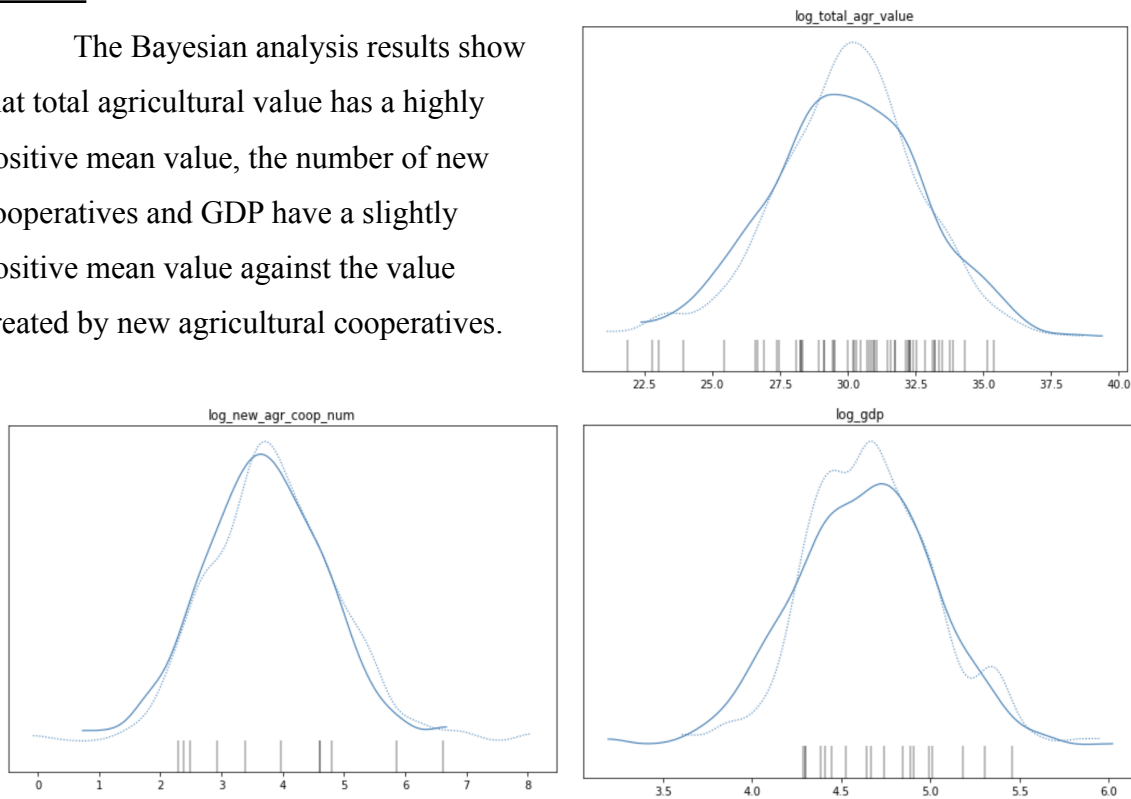 The Bayesian analysis results show
at total agricultural value has a highly
ositive mean value, the number of new
ooperatives and GDP have a slightly
ositive mean value against the value
reated by new agricultural cooperatives.
log_total_agr_value
22.5 25.0 27.5 30.0 32.5 35.0 37.5 40.0
log_new_agr_coop_num
0 1 2 3 4 5 6 7 8
log_gdp
3.5 4.0 4.5 5.0 5.5 6.0